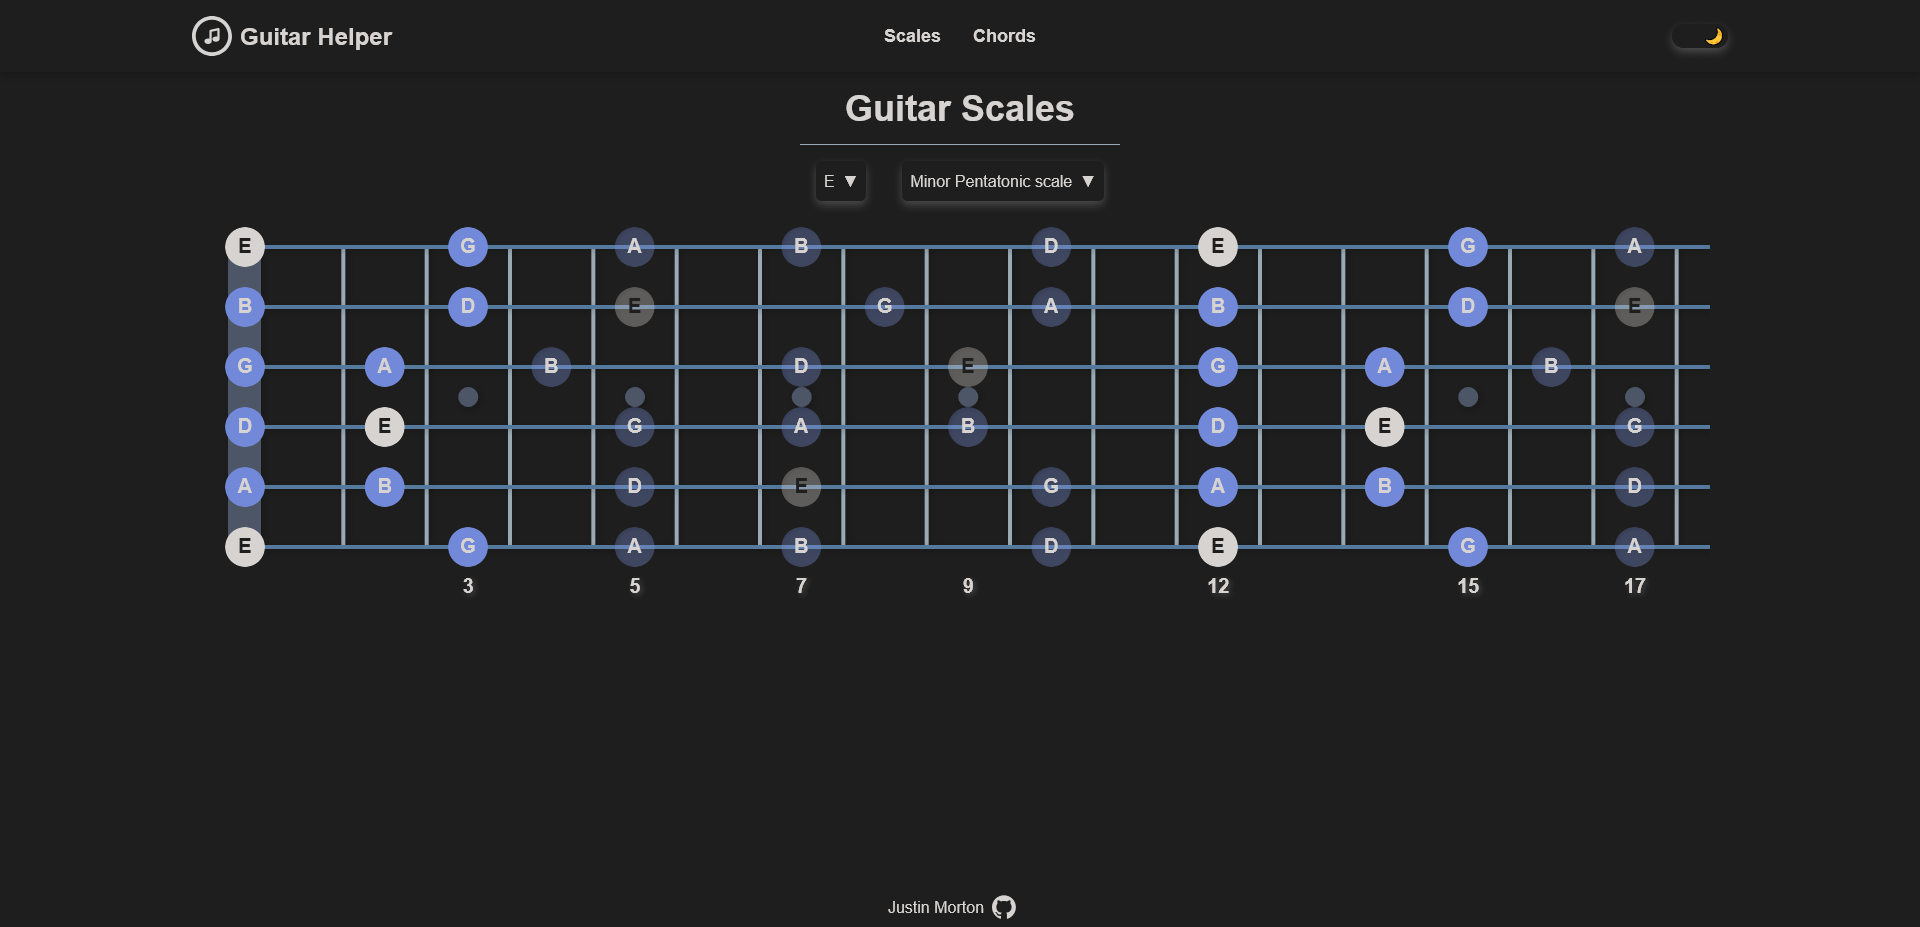 Guitar Helper
Scales Chords
Guitar Scales
E ▼ Minor Pentatonic scale ▼
E G A B D E G A
B D E G A B D E
G A B D E G A B
D E G A B D E G
A B D E G A B D
E G A B D E G A
3 5 7 9 12 15 17
Justin Morton